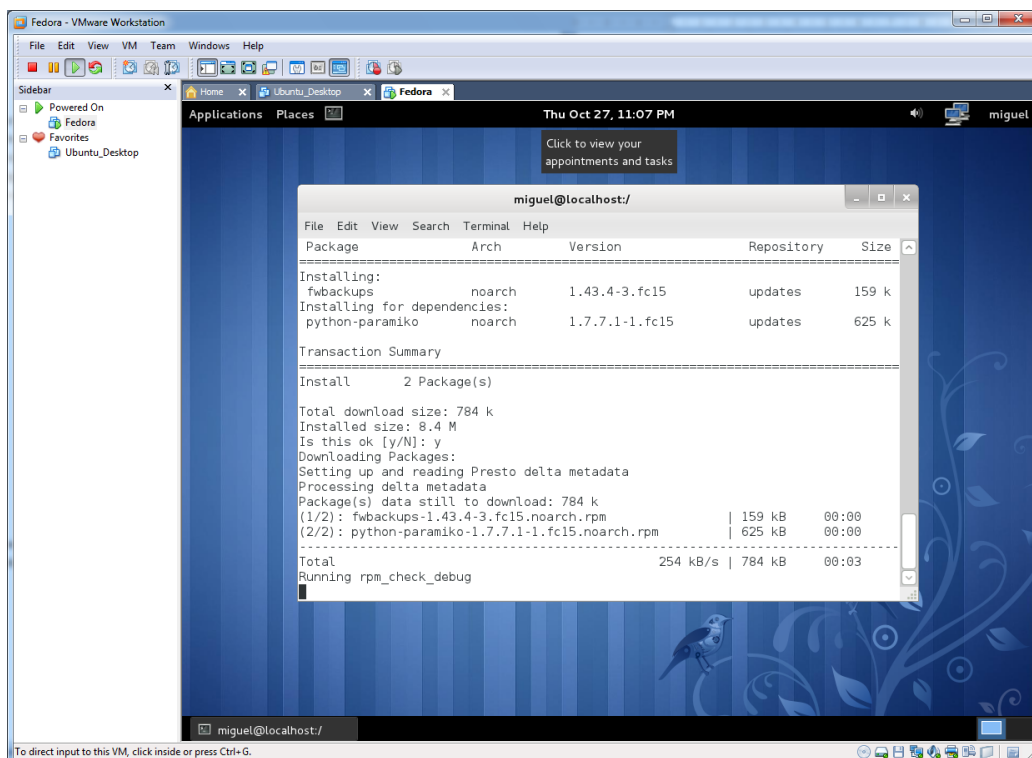 Fedora - VMware Workstation
File Edit View VM Team Windows Help
Sidebar x
Powered On
Fedora
Favorites
Ubuntu_Desktop
Home x Ubuntu_Desktop x Fedora x
Applications Places Thu Oct 27, 11:07 PM miguel
Click to view your
appointments and tasks
miguel@localhost:/
File Edit View Search Terminal Help
Package Arch Version Repository Size
================================================================================
Installing:
fwbackups noarch 1.43.4-3.fc15 updates 159 k
Installing for dependencies:
python-paramiko noarch 1.7.7.1-1.fc15 updates 625 k
Transaction Summary
================================================================================
Install 2 Package(s)
Total download size: 784 k
Installed size: 8.4 M
Is this ok [y/N]: y
Downloading Packages:
Setting up and reading Presto delta metadata
Processing delta metadata
Package(s) data still to download: 784 k
(1/2): fwbackups-1.43.4-3.fc15.noarch.rpm | 159 kB 00:00
(2/2): python-paramiko-1.7.7.1-1.fc15.noarch.rpm | 625 kB 00:00
--------------------------------------------------------------------------------
Total 254 kB/s | 784 kB 00:03
Running rpm_check_debug
miguel@localhost:/
To direct input to this VM, click inside or press Ctrl+G.